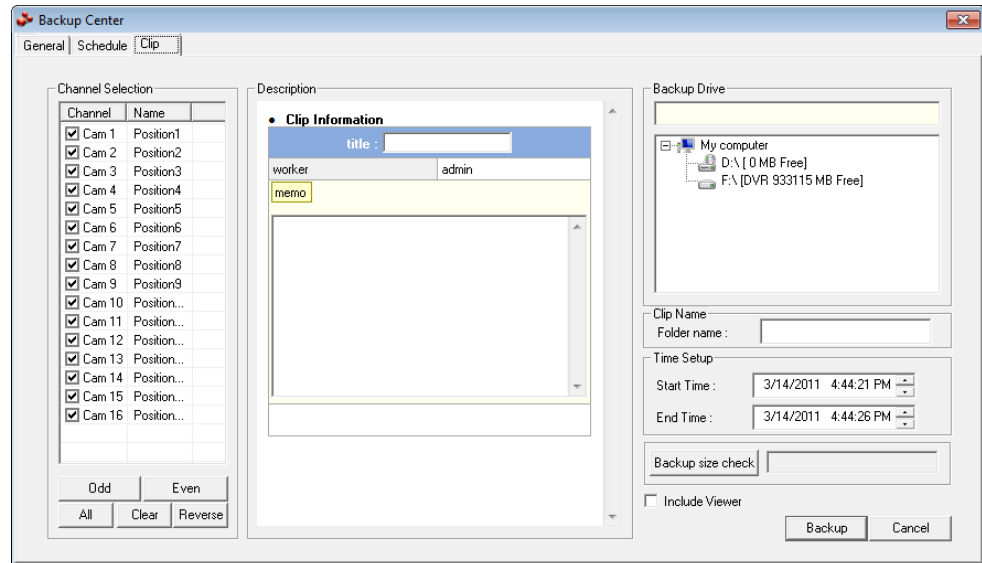 Backup Center
General Schedule Clip
Channel Selection
Channel Name
Cam 1 Position1
Cam 2 Position2
Cam 3 Position3
Cam 4 Position4
Cam 5 Position5
Cam 6 Position6
Cam 7 Position7
Cam 8 Position8
Cam 9 Position9
Cam 10 Position...
Cam 11 Position...
Cam 12 Position...
Cam 13 Position...
Cam 14 Position...
Cam 15 Position...
Cam 16 Position...
Odd Even
All Clear Reverse
Description
• Clip Information
title :
worker admin
memo
Backup Drive
My computer
D:\ [ 0 MB Free]
F:\ [DVR 933115 MB Free]
Clip Name
Folder name :
Time Setup
Start Time : 3/14/2011 4:44:21 PM
End Time : 3/14/2011 4:44:26 PM
Backup size check
Include Viewer
Backup Cancel